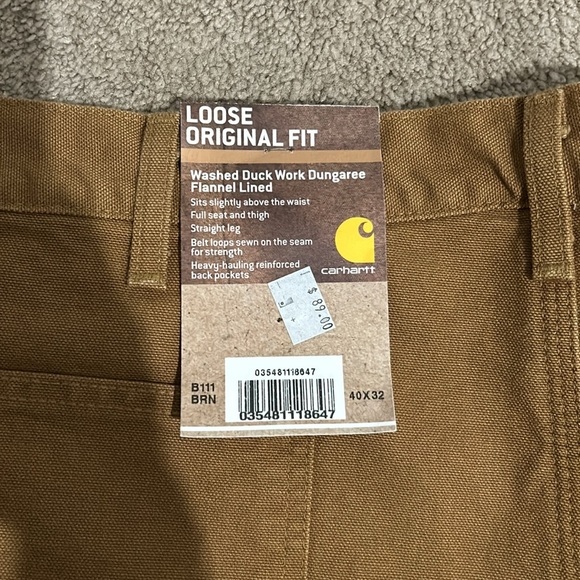 LOOSE
ORIGINAL FIT
Washed Duck Work Dungaree
Flannel Lined
Sits slightly above the waist
Full seat and thigh
Straight leg
Belt loops sewn on the seam
for strength
Heavy-hauling reinforced
back pockets
carhartt
$ 89.00
035481118647
B111
BRN
40X32
035481118647